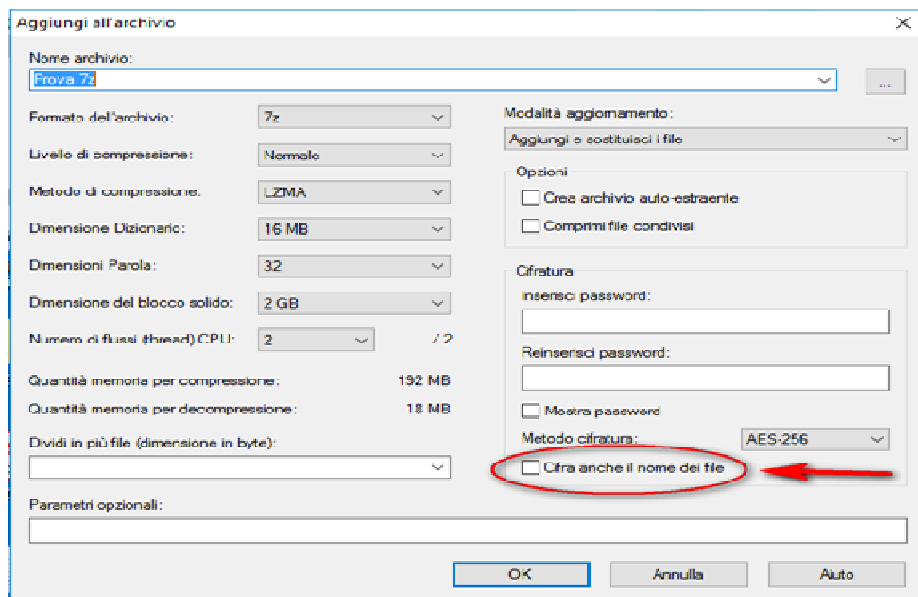 Aggiungi all'archivio
Nome archivio:
Prova 7z
...
Formato dell'archivio: 7z
Livello di compressione: Normale
Metodo di compressione: LZMA
Dimensione Dizionario: 16 MB
Dimensioni Parola: 32
Dimensione del blocco solido: 2 GB
Numero di flussi (thread) CPU: 2 / 2
Quantità memoria per compressione: 192 MB
Quantità memoria per decompressione: 18 MB
Dividi in più file (dimensione in byte):
Modalità aggiornamento:
Aggiungi e sostituisci i file
Opzioni
Crea archivio auto-estraente
Comprimi file condivisi
Cifratura
Inserisci password:
Reinserisci password:
Mostra password
Metodo cifratura: AES-256
Cifra anche il nome dei file
Parametri opzionali:
OK Annulla Aiuto